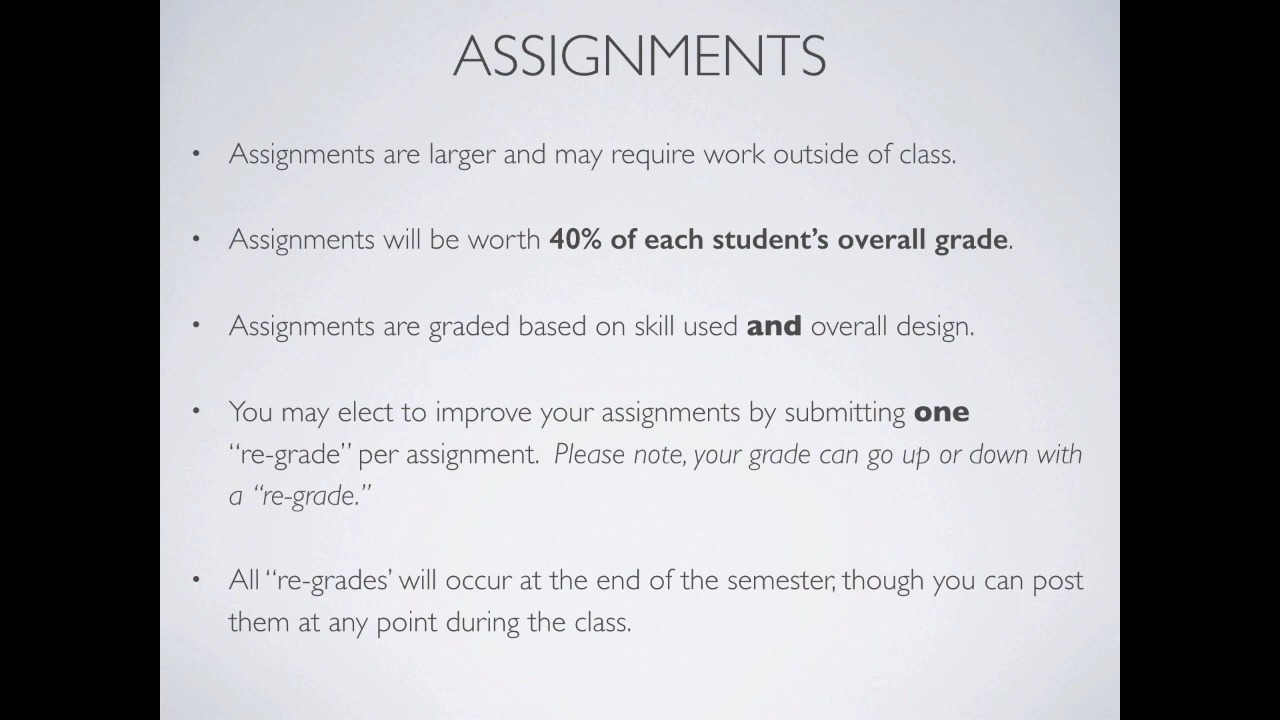 ASSIGNMENTS
• Assignments are larger and may require work outside of class.
• Assignments will be worth 40% of each student’s overall grade.
• Assignments are graded based on skill used and overall design.
• You may elect to improve your assignments by submitting one
“re-grade” per assignment. Please note, your grade can go up or down with
a “re-grade.”
• All “re-grades’ will occur at the end of the semester, though you can post
them at any point during the class.